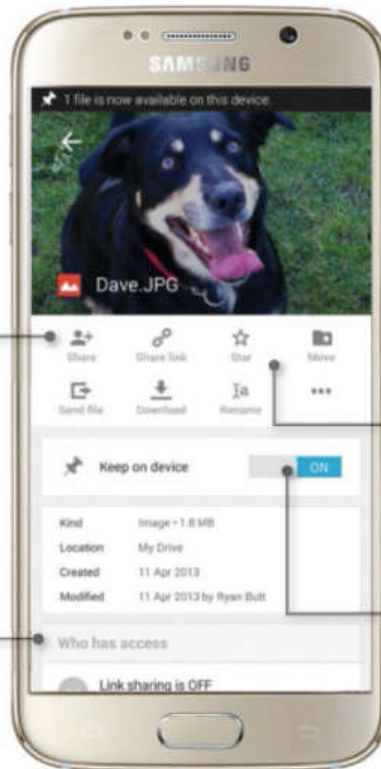 SAMSUNG
1 file is now available on this device.
Dave.JPG
Share
Share link
Star
Move
Send file
Download
Rename
Keep on device
ON
Kind Image • 1.8 MB
Location My Drive
Created 11 Apr 2013
Modified 11 Apr 2013 by Ryan Butt
Who has access
Link sharing is OFF